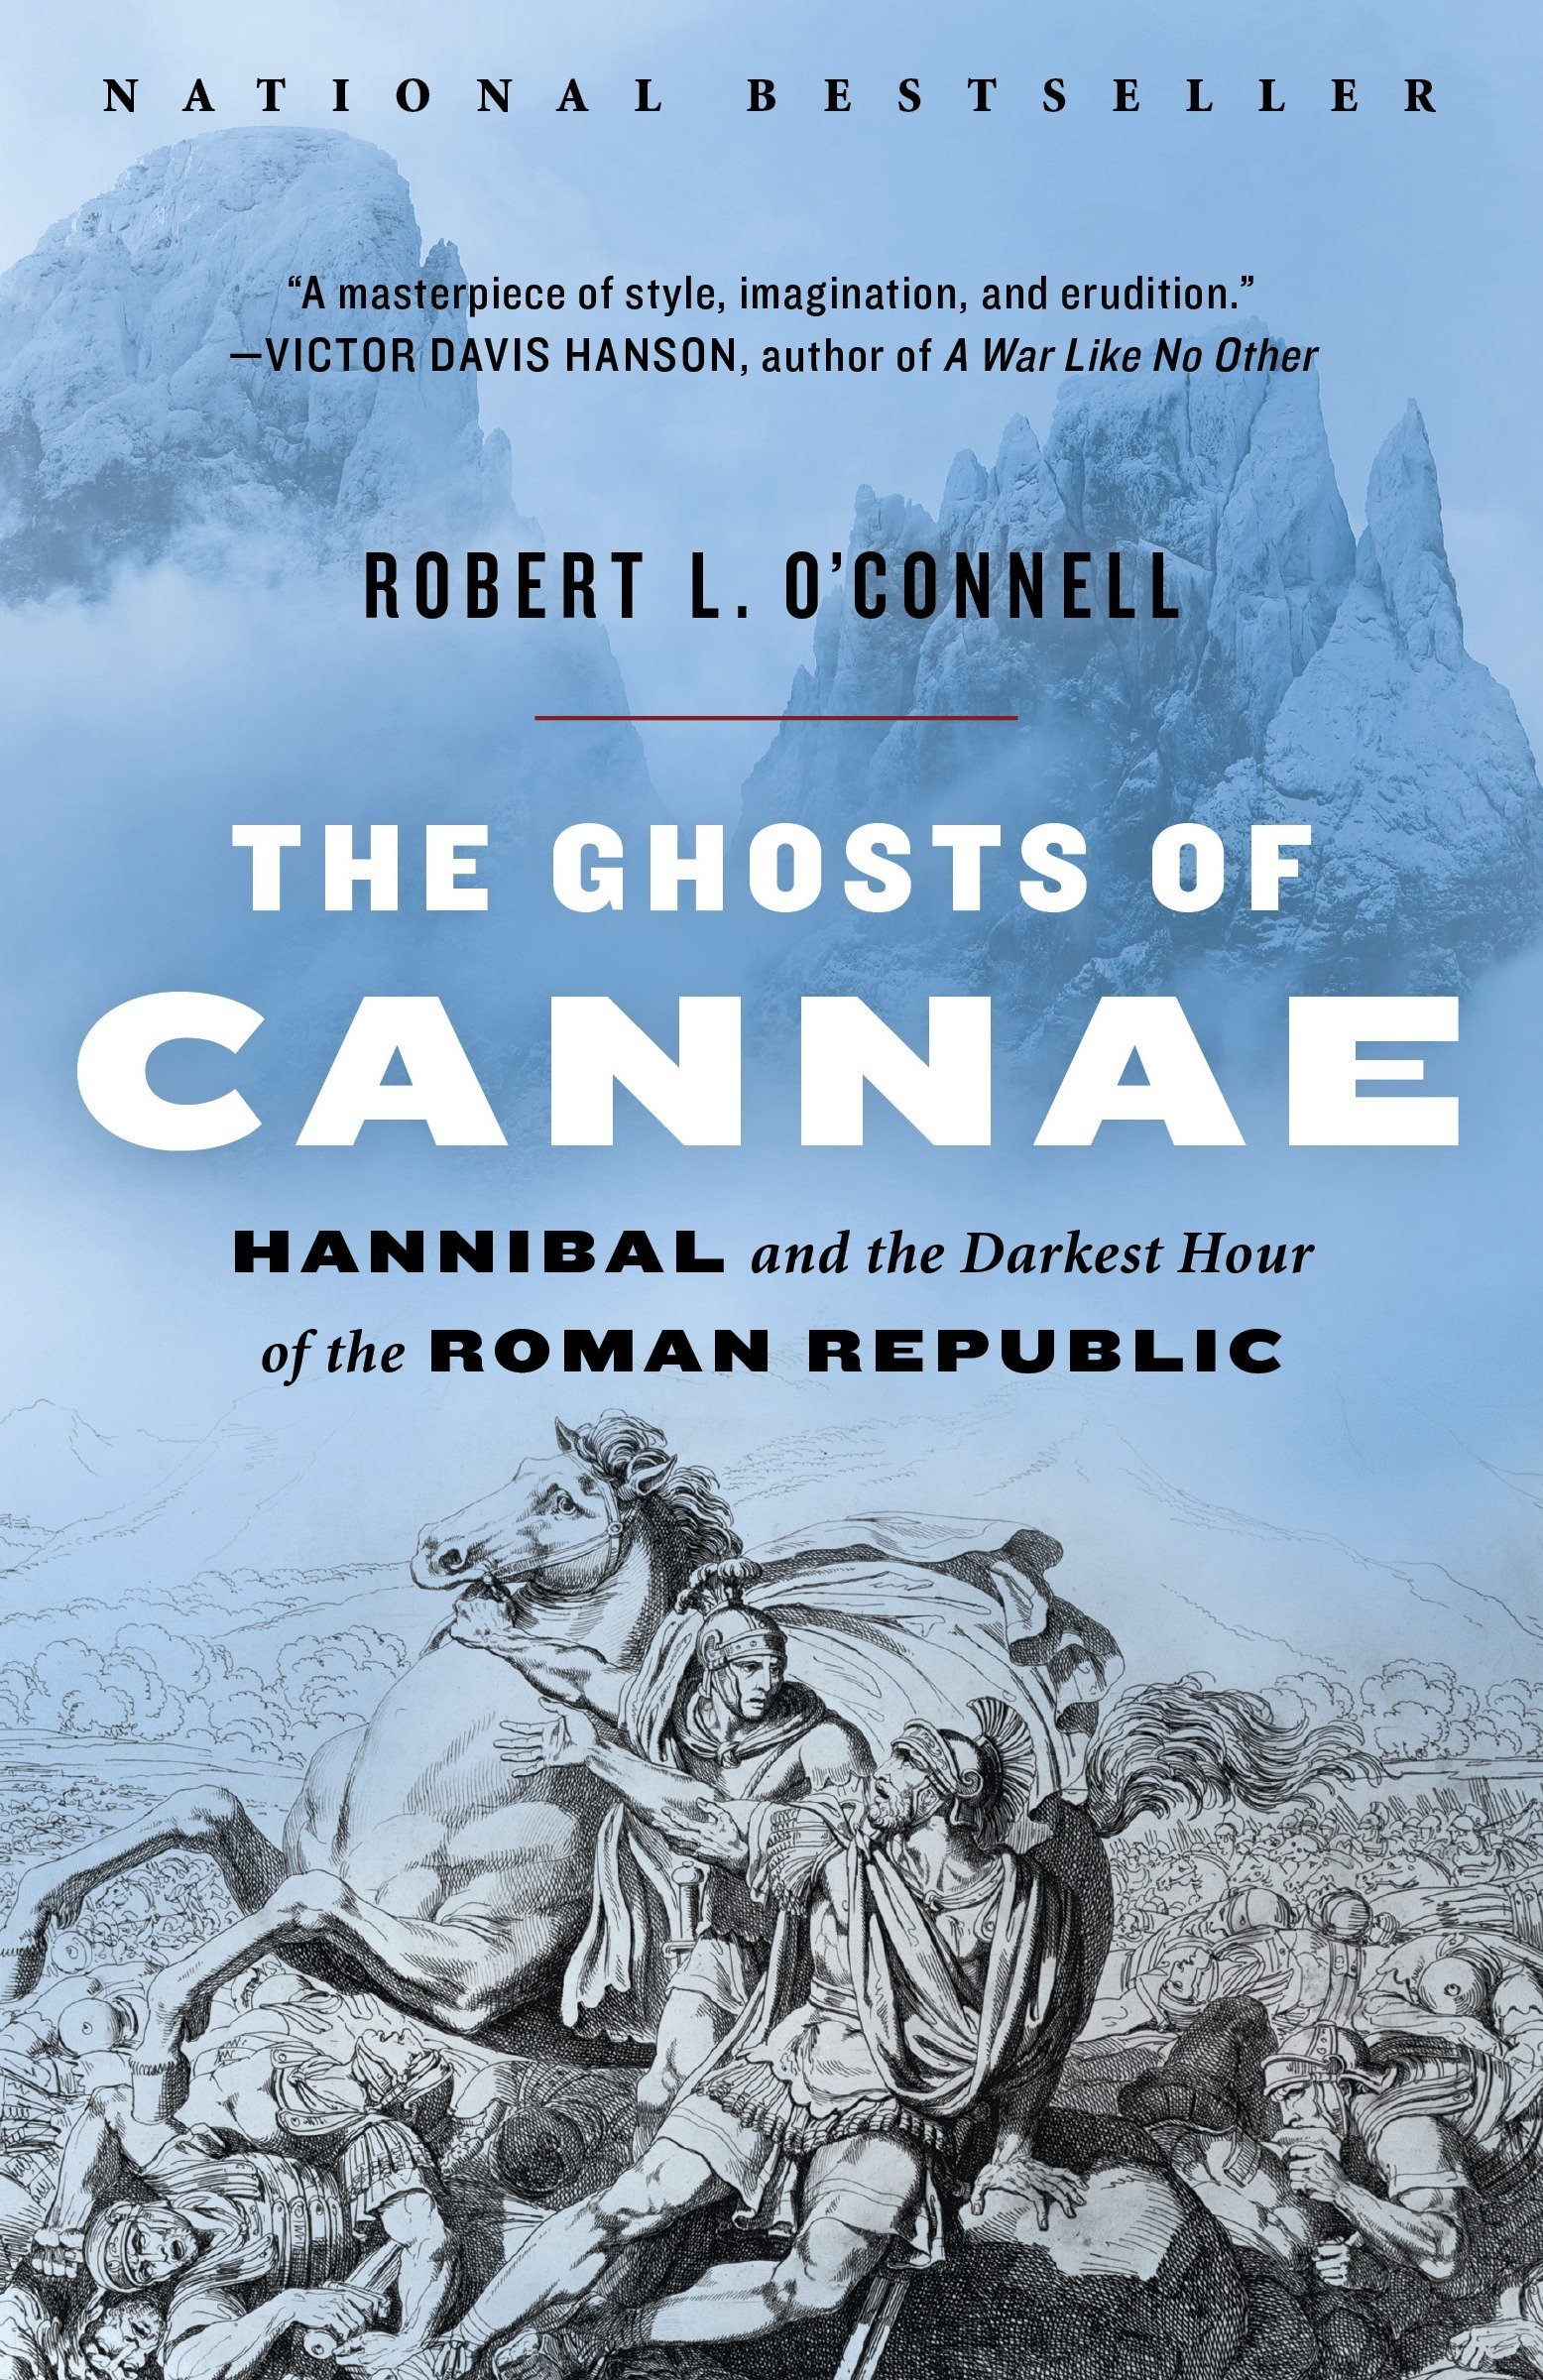 NATIONAL BESTSELLER
“A masterpiece of style, imagination, and erudition.”
—VICTOR DAVIS HANSON, author of A War Like No Other
ROBERT L. O’CONNELL
THE GHOSTS OF
CANNAE
HANNIBAL and the Darkest Hour
of the ROMAN REPUBLIC